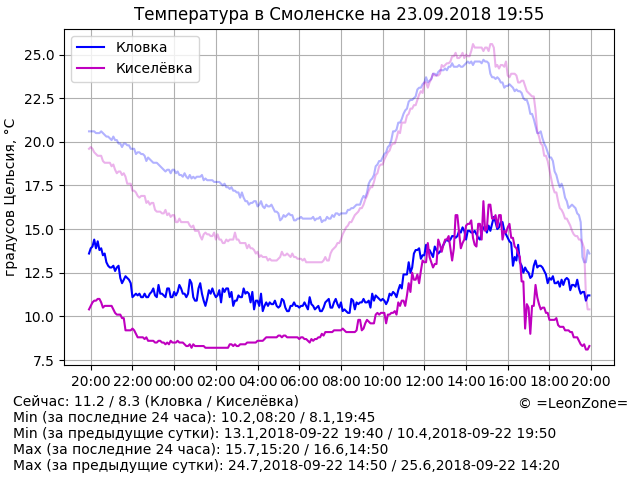 Температура в Смоленске на 23.09.2018 19:55
Кловка
Киселёвка
градусов Цельсия, °C
25.0
22.5
20.0
17.5
15.0
12.5
10.0
7.5
20:00 22:00 00:00 02:00 04:00 06:00 08:00 10:00 12:00 14:00 16:00 18:00 20:00
Сейчас: 11.2 / 8.3 (Кловка / Киселёвка)
© =LeonZone=
Min (за последние 24 часа): 10.2,08:20 / 8.1,19:45
Min (за предыдущие сутки): 13.1,2018-09-22 19:40 / 10.4,2018-09-22 19:50
Max (за последние 24 часа): 15.7,15:20 / 16.6,14:50
Max (за предыдущие сутки): 24.7,2018-09-22 14:50 / 25.6,2018-09-22 14:20